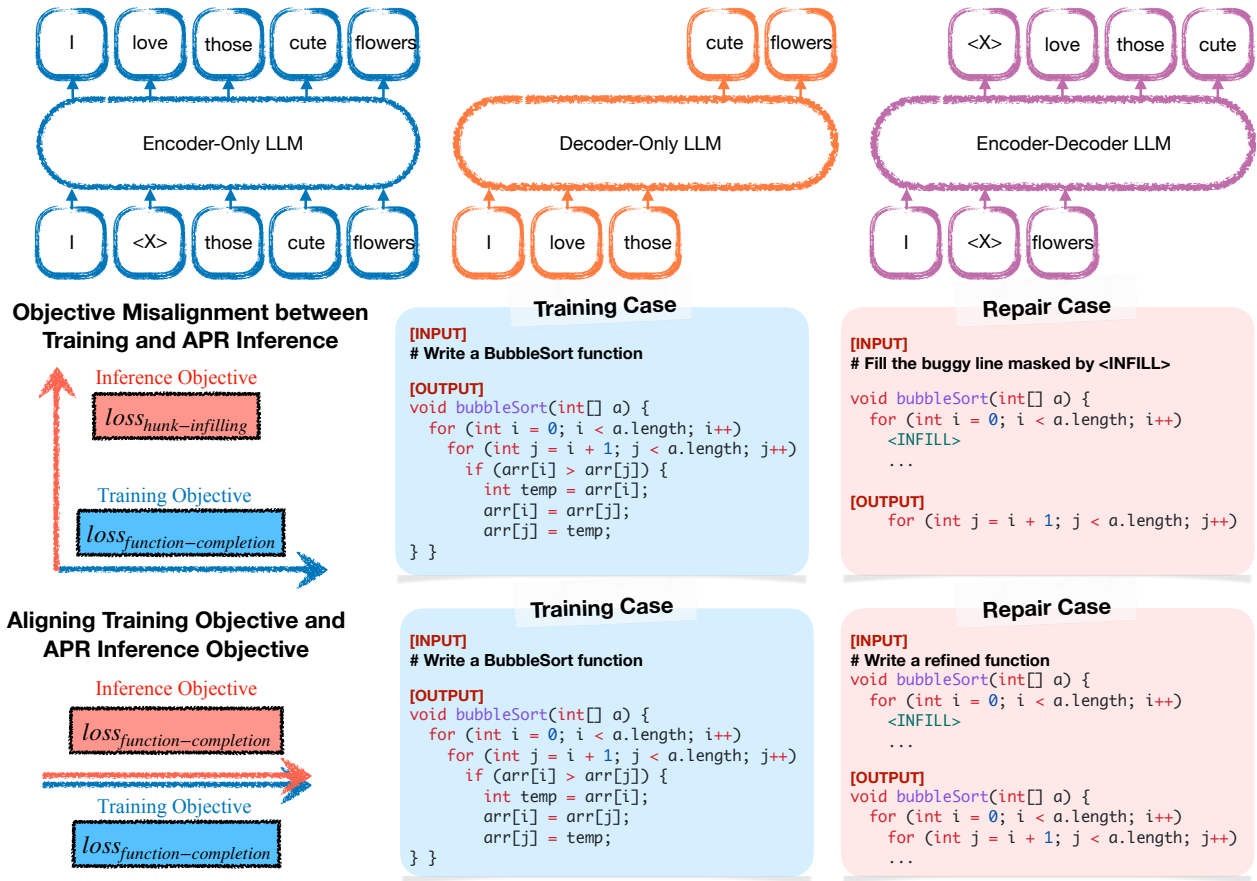 I love those cute flowers
Encoder-Only LLM
I <X> those cute flowers
cute flowers
Decoder-Only LLM
I love those
<X> love those cute
Encoder-Decoder LLM
I <X> flowers
Objective Misalignment between
Training and APR Inference
Inference Objective
loss_hunk−infilling
Training Objective
loss_function−completion
Training Case
[INPUT]
# Write a BubbleSort function
[OUTPUT]
void bubbleSort(int[] a) {
  for (int i = 0; i < a.length; i++)
    for (int j = i + 1; j < a.length; j++)
      if (arr[i] > arr[j]) {
        int temp = arr[i];
        arr[i] = arr[j];
        arr[j] = temp;
} }
Repair Case
[INPUT]
# Fill the buggy line masked by <INFILL>
void bubbleSort(int[] a) {
  for (int i = 0; i < a.length; i++)
    <INFILL>
    ...
[OUTPUT]
    for (int j = i + 1; j < a.length; j++)
Aligning Training Objective and
APR Inference Objective
Inference Objective
loss_function−completion
Training Objective
loss_function−completion
Training Case
[INPUT]
# Write a BubbleSort function
[OUTPUT]
void bubbleSort(int[] a) {
  for (int i = 0; i < a.length; i++)
    for (int j = i + 1; j < a.length; j++)
      if (arr[i] > arr[j]) {
        int temp = arr[i];
        arr[i] = arr[j];
        arr[j] = temp;
} }
Repair Case
[INPUT]
# Write a refined function
void bubbleSort(int[] a) {
  for (int i = 0; i < a.length; i++)
    <INFILL>
    ...
[OUTPUT]
void bubbleSort(int[] a) {
  for (int i = 0; i < a.length; i++)
    for (int j = i + 1; j < a.length; j++)
    ...